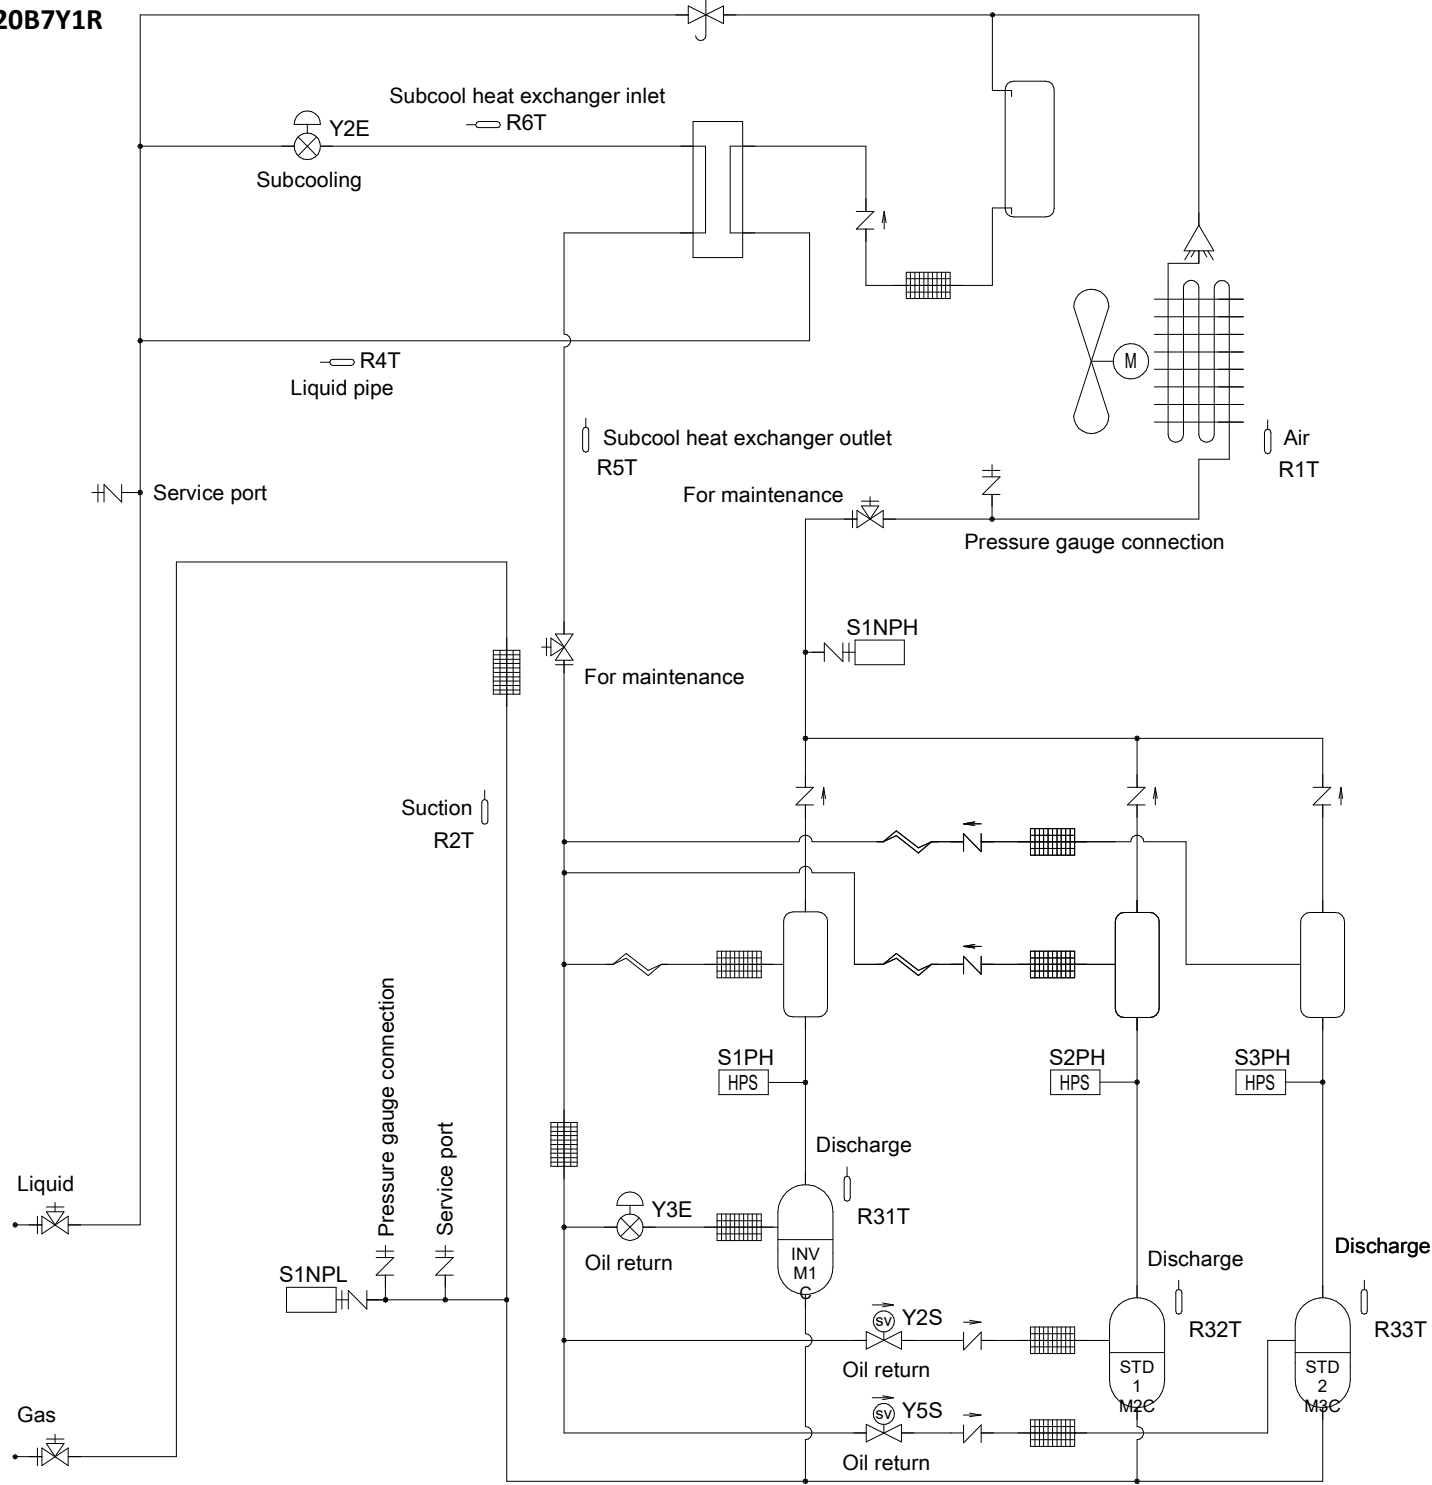 20B7Y1R
Subcool heat exchanger inlet
R6T
Y2E
Subcooling
R4T
Liquid pipe
M
Subcool heat exchanger outlet
R5T
Air
R1T
Service port
For maintenance
Pressure gauge connection
S1NPH
For maintenance
Suction
R2T
Pressure gauge connection
Service port
S1PH
HPS
S2PH
HPS
S3PH
HPS
Discharge
R31T
Liquid
Y3E
Oil return
INV
M1
C
S1NPL
Discharge
R32T
Discharge
R33T
SV
Y2S
Oil return
STD
1
M2C
STD
2
M3C
Gas
SV
Y5S
Oil return